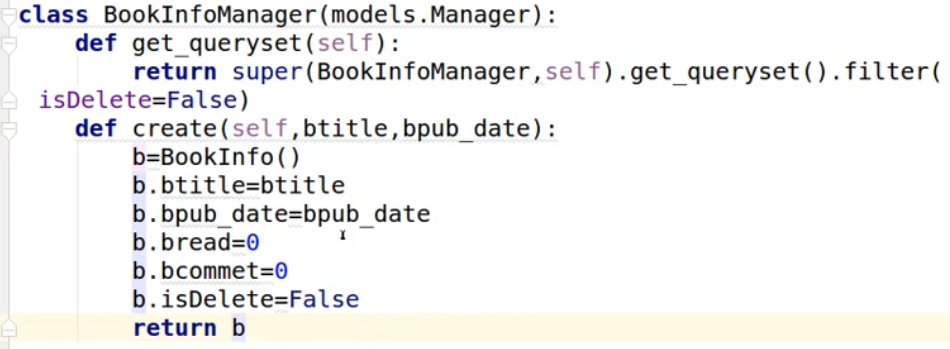 class BookInfoManager(models.Manager):
    def get_queryset(self):
        return super(BookInfoManager,self).get_queryset().filter(
isDelete=False)
    def create(self,btitle,bpub_date):
        b=BookInfo()
        b.btitle=btitle
        b.bpub_date=bpub_date
        b.bread=0
        b.bcommet=0
        b.isDelete=False
        return b